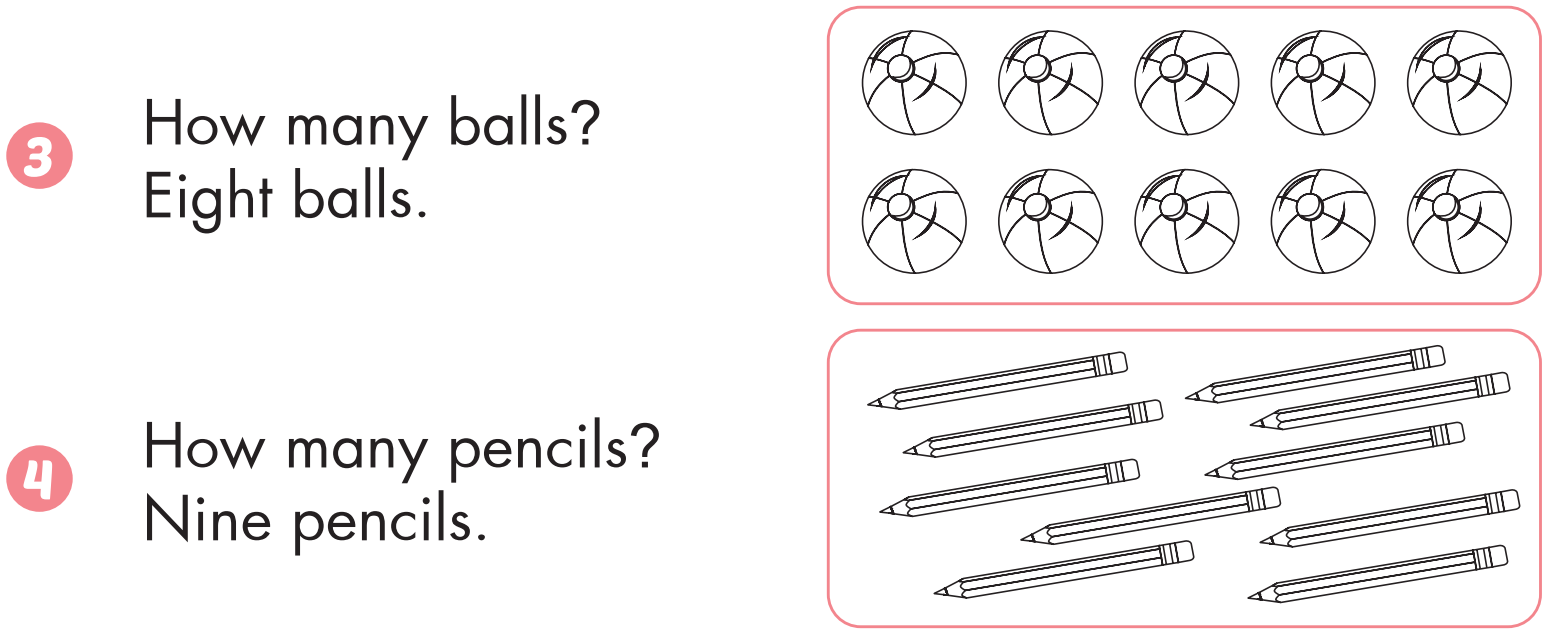 3
How many balls?
Eight balls.
4
How many pencils?
Nine pencils.